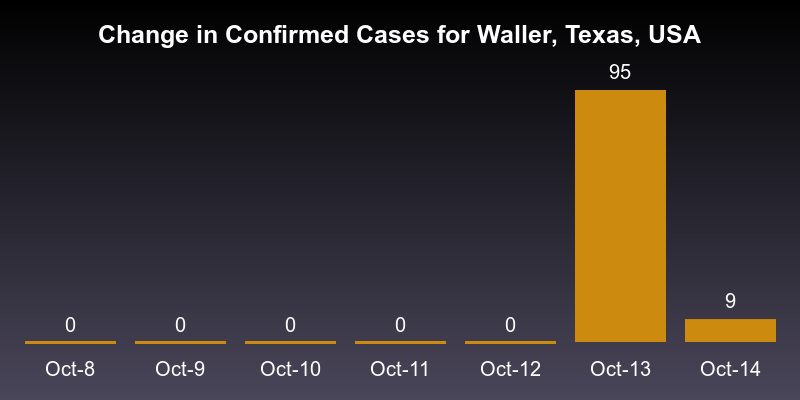 Change in Confirmed Cases for Waller, Texas, USA
95
9
0 0 0 0 0
Oct-8 Oct-9 Oct-10 Oct-11 Oct-12 Oct-13 Oct-14